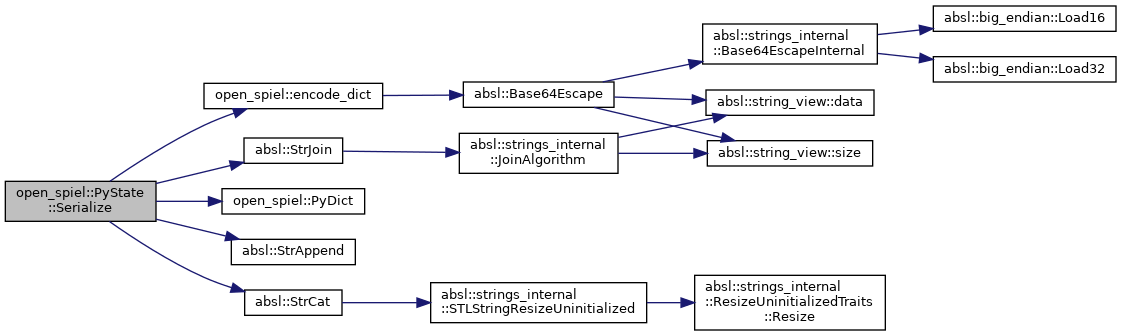 open_spiel::PyState
::Serialize
open_spiel::encode_dict
absl::StrJoin
open_spiel::PyDict
absl::StrAppend
absl::StrCat
absl::Base64Escape
absl::strings_internal
::JoinAlgorithm
absl::strings_internal
::STLStringResizeUninitialized
absl::strings_internal
::Base64EscapeInternal
absl::string_view::data
absl::string_view::size
absl::strings_internal
::ResizeUninitializedTraits
::Resize
absl::big_endian::Load16
absl::big_endian::Load32